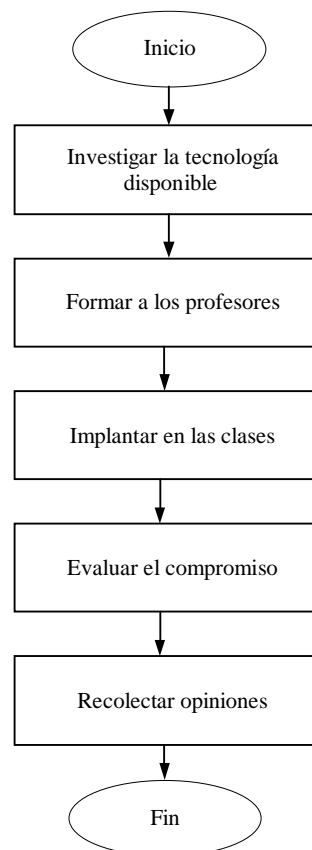 Inicio
Investigar la tecnología
disponible
Formar a los profesores
Implantar en las clases
Evaluar el compromiso
Recolectar opiniones
Fin